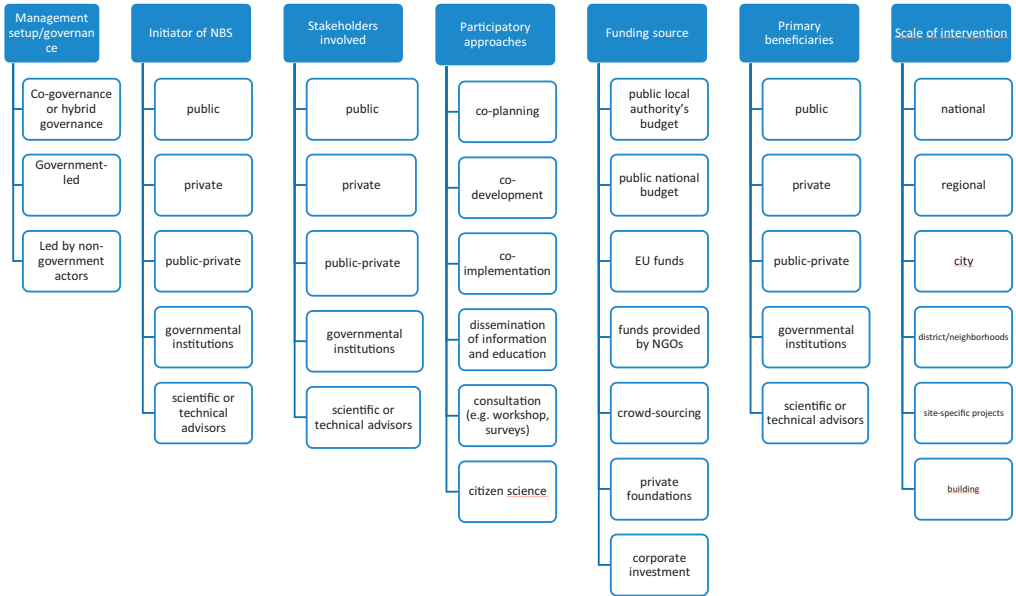 Management
setup/governan
ce
Co-governance
or hybrid
governance
Government-
led
Led by non-
government
actors
Initiator of NBS
public
private
public-private
governmental
institutions
scientific or
technical
advisors
Stakeholders
involved
public
private
public-private
governmental
institutions
scientific or
technical advisors
Participatory
approaches
co-planning
co-
development
co-
implementation
dissemination
of information
and education
consultation
(e.g. workshop,
surveys)
citizen science
Funding source
public local
authority's
budget
public national
budget
EU funds
funds provided
by NGOs
crowd-sourcing
private
foundations
corporate
investment
Primary
beneficiaries
public
private
public-private
governmental
institutions
scientific or
technical advisors
Scale of intervention
national
regional
city
district/neighborhoods
site-specific projects
building